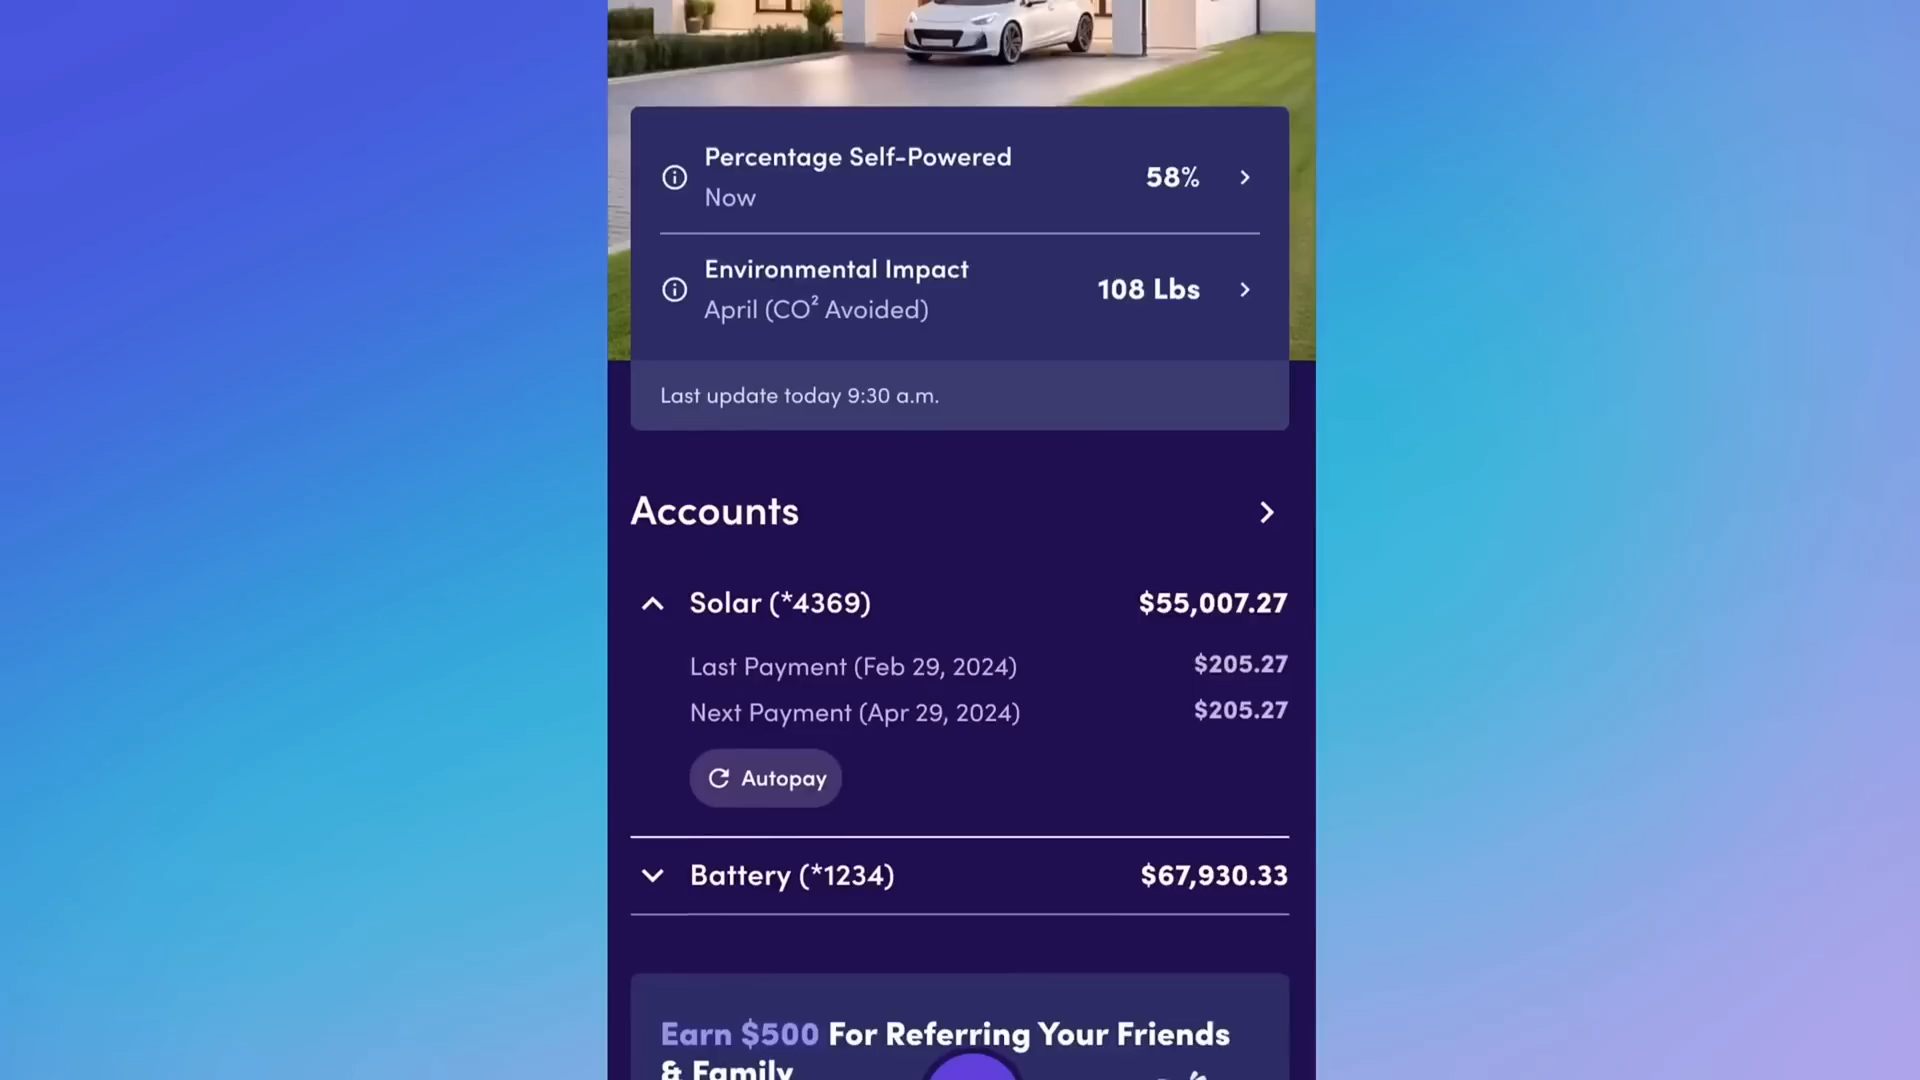 Percentage Self-Powered
Now
58%
Environmental Impact
April (CO² Avoided)
108 Lbs
Last update today 9:30 a.m.
Accounts
Solar (*4369)
$55,007.27
Last Payment (Feb 29, 2024)
$205.27
Next Payment (Apr 29, 2024)
$205.27
Autopay
Battery (*1234)
$67,930.33
Earn $500 For Referring Your Friends
& Family